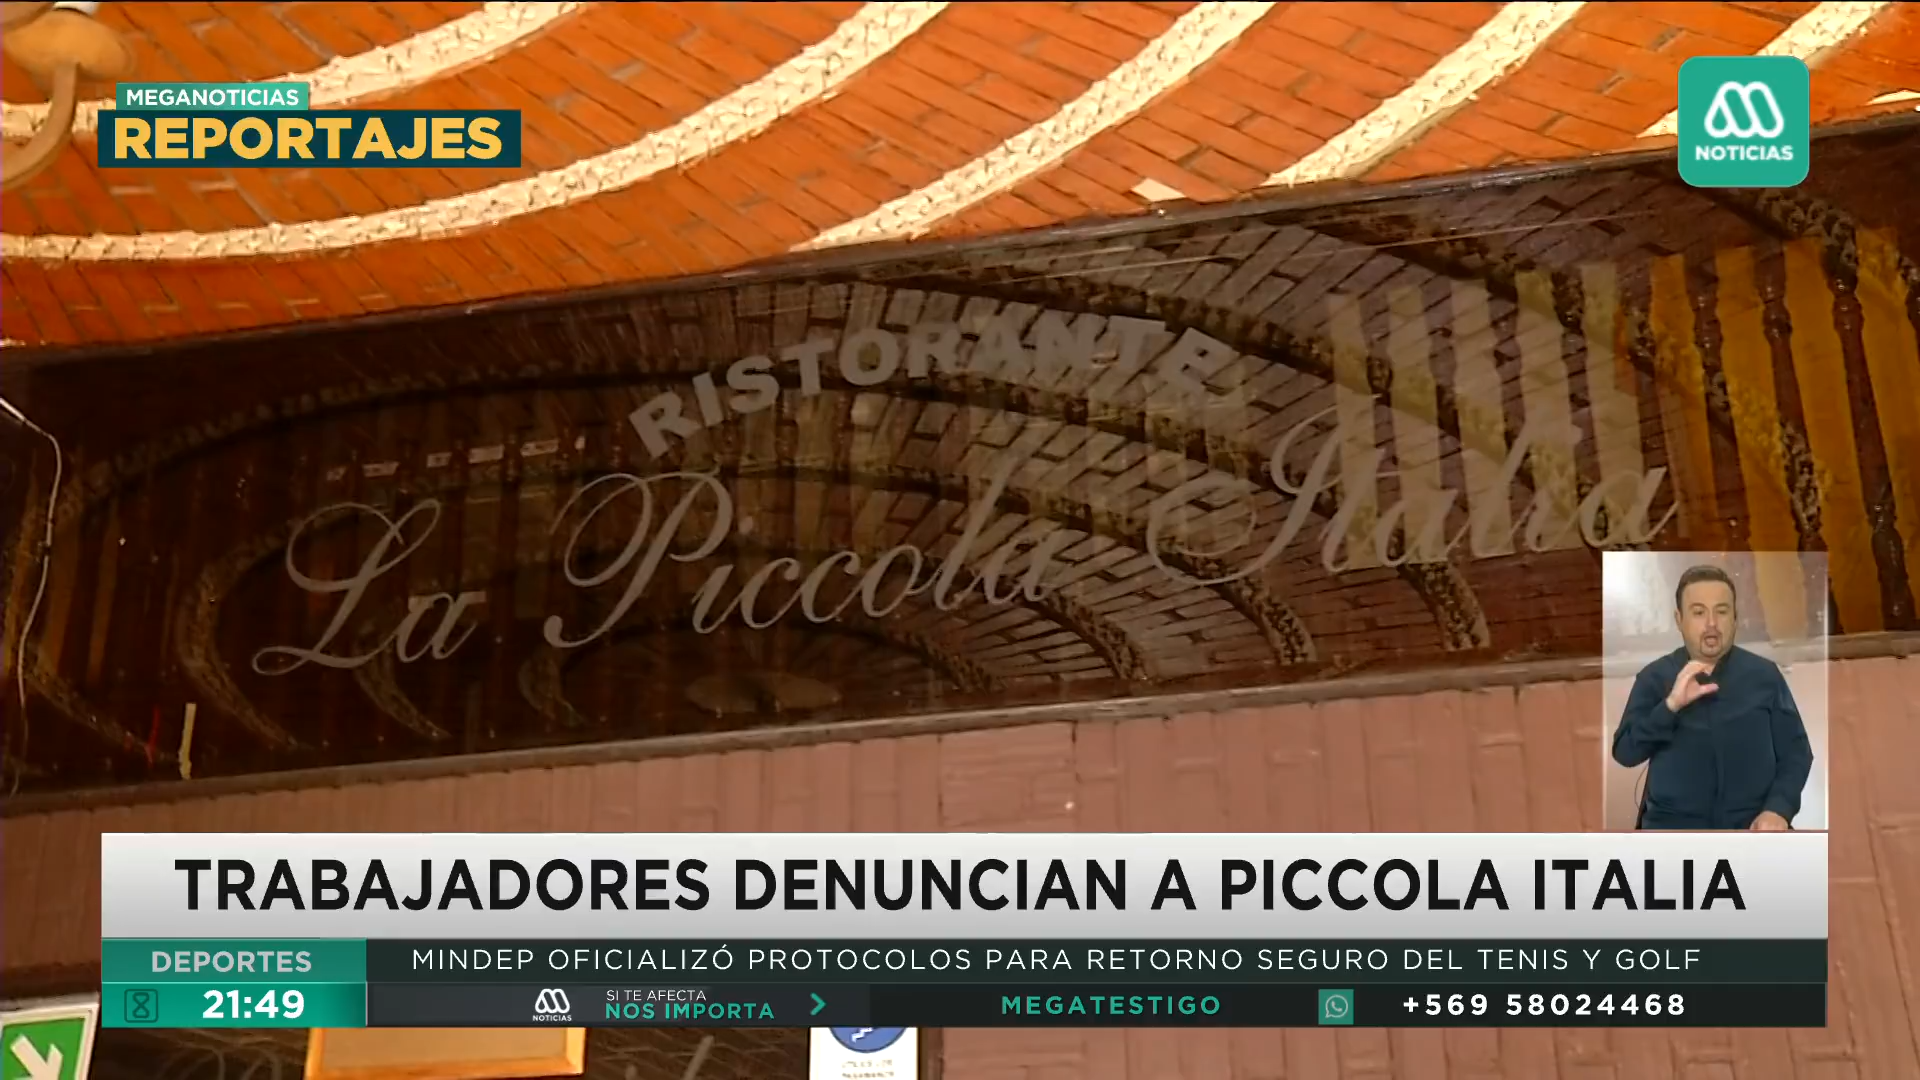 MEGANOTICIAS
REPORTAJES
NOTICIAS
RISTORANTE
La Piccola Italia
TRABAJADORES DENUNCIAN A PICCOLA ITALIA
DEPORTES
MINDEP OFICIALIZÓ PROTOCOLOS PARA RETORNO SEGURO DEL TENIS Y GOLF
21:49
NOTICIAS
SI TE AFECTA
NOS IMPORTA
MEGATESTIGO
+569 58024468